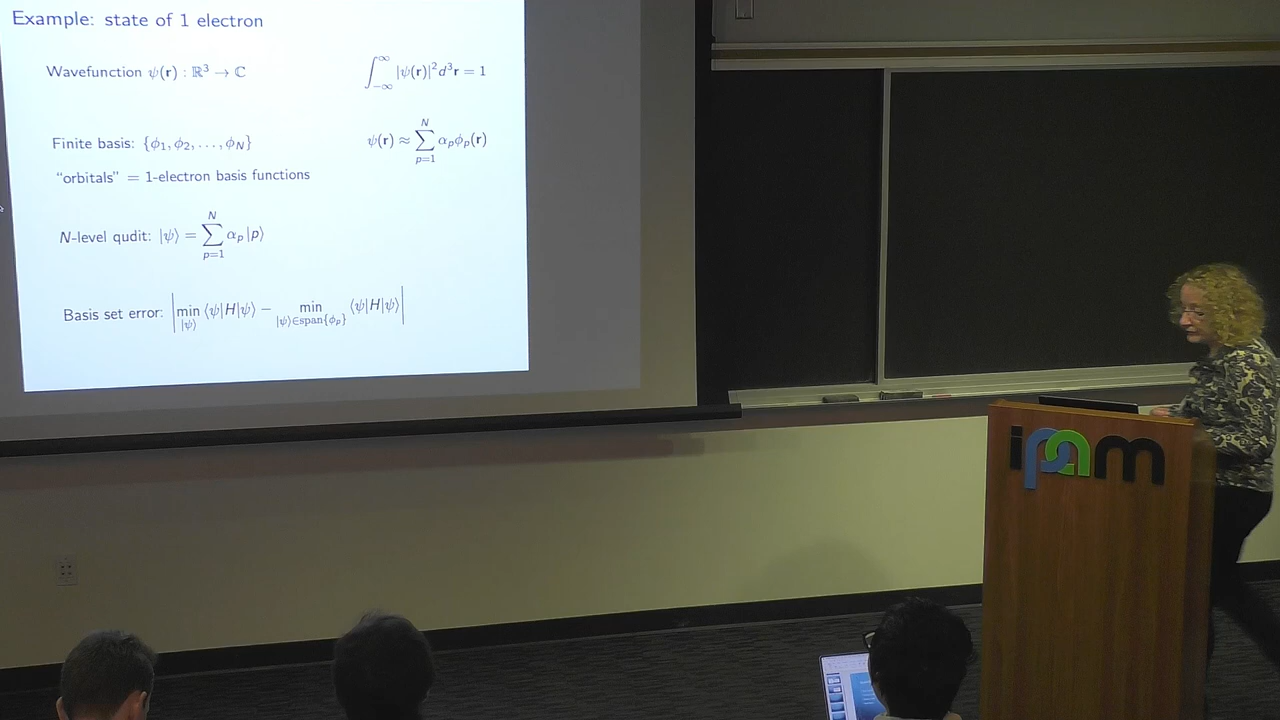 Example: state of 1 electron
Wavefunction ψ(r) : ℝ³ → ℂ
∫_{-∞}^{∞} |ψ(r)|² d³r = 1
Finite basis: {ϕ₁, ϕ₂, . . . , ϕ_N}
ψ(r) ≈ ∑_{p=1}^{N} α_p ϕ_p(r)
“orbitals” = 1-electron basis functions
N-level qudit: |ψ⟩ = ∑_{p=1}^{N} α_p |p⟩
Basis set error: | min_{|ψ⟩} ⟨ψ|H|ψ⟩ − min_{|ψ⟩∈span{ϕ_p}} ⟨ψ|H|ψ⟩ |
ipam